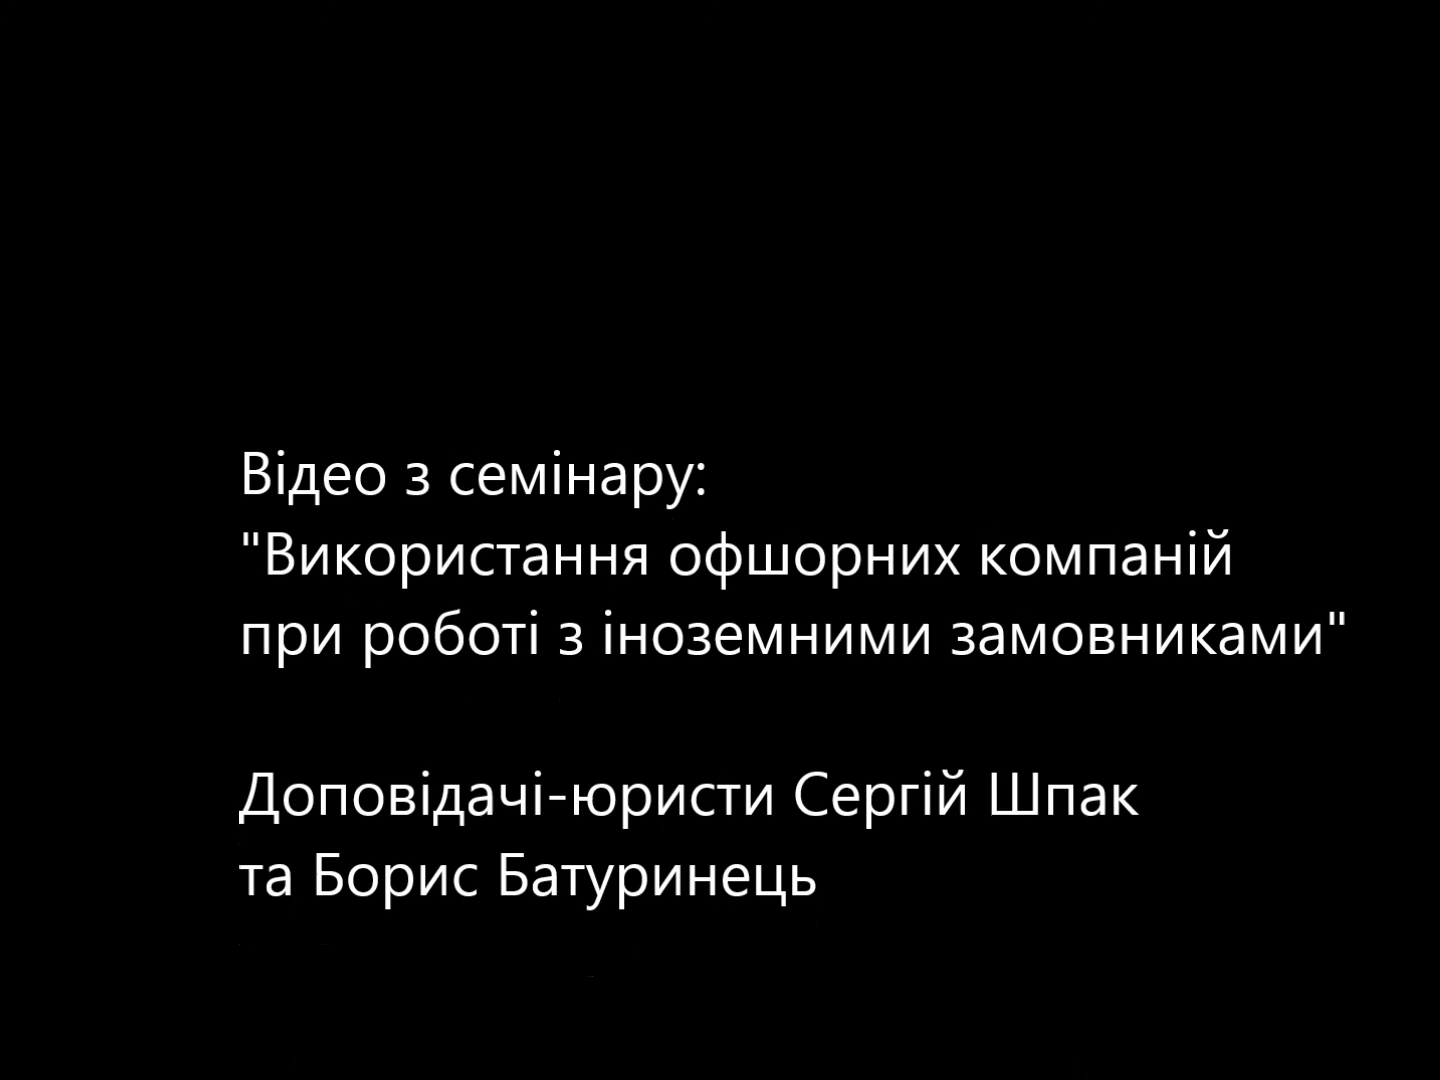 Відео з семінару:
"Використання офшорних компаній
при роботі з іноземними замовниками"
Доповідачі-юристи Сергій Шпак
та Борис Батуринець